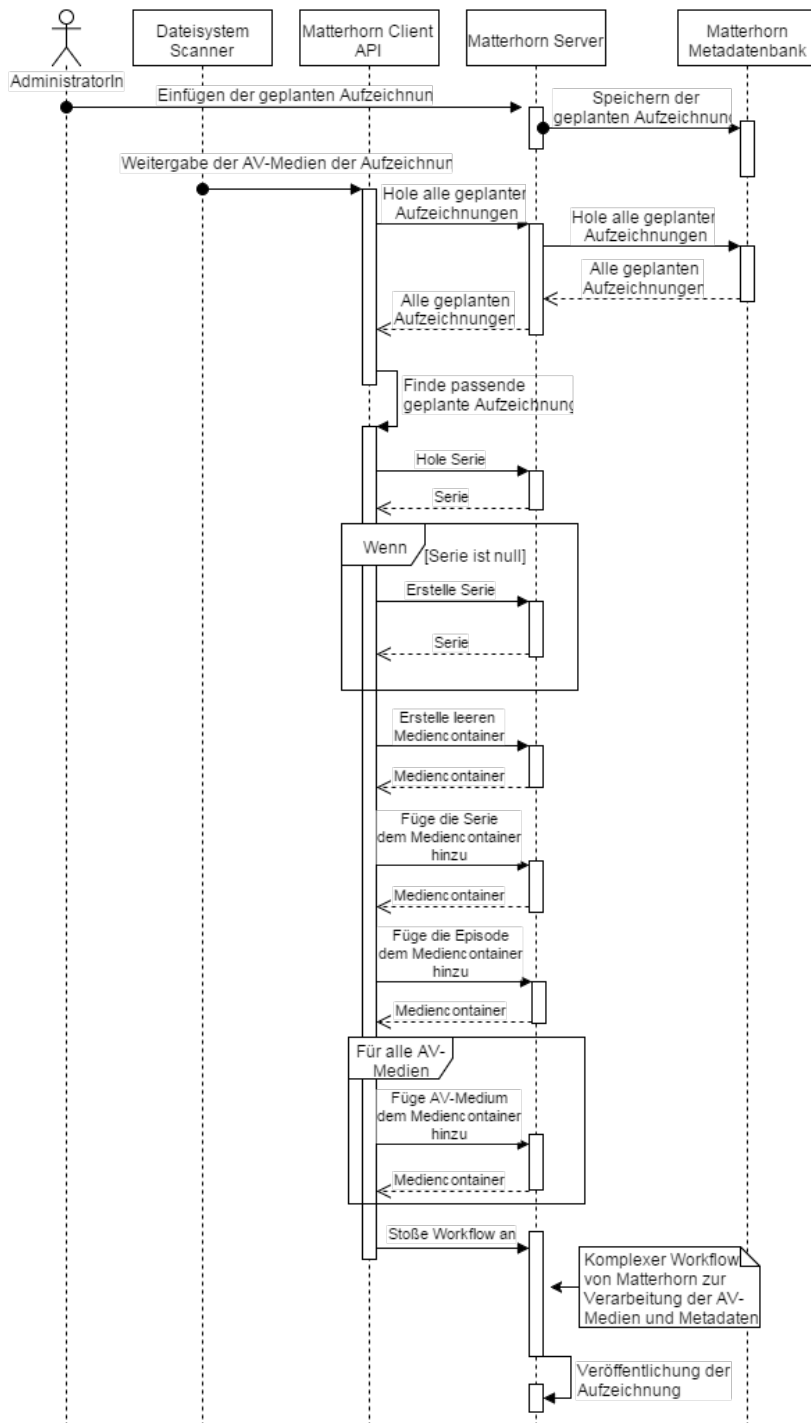 Dateisystem
Scanner
Matterhorn Client
API
Matterhorn Server
Matterhorn
Metadatenbank
AdministratorIn
Einfügen der geplanten Aufzeichnun
Speichern der
geplanten Aufzeichnung
Weitergabe der AV-Medien der Aufzeichnun
Hole alle geplanter
Aufzeichnungen
Hole alle geplanter
Aufzeichnungen
Alle geplanten
Aufzeichnungen
Alle geplanten
Aufzeichnungen
Finde passende
geplante Aufzeichnung
Hole Serie
Serie
Wenn
[Serie ist null]
Erstelle Serie
Serie
Erstelle leeren
Mediencontainer
Mediencontainer
Füge die Serie
dem Mediencontainer
hinzu
Mediencontainer
Füge die Episode
dem Mediencontainer
hinzu
Mediencontainer
Für alle AV-
Medien
Füge AV-Medium
dem Mediencontainer
hinzu
Mediencontainer
Stoße Workflow an
Komplexer Workflow
von Matterhorn zur
Verarbeitung der AV-
Medien und Metadaten
Veröffentlichung der
Aufzeichnung